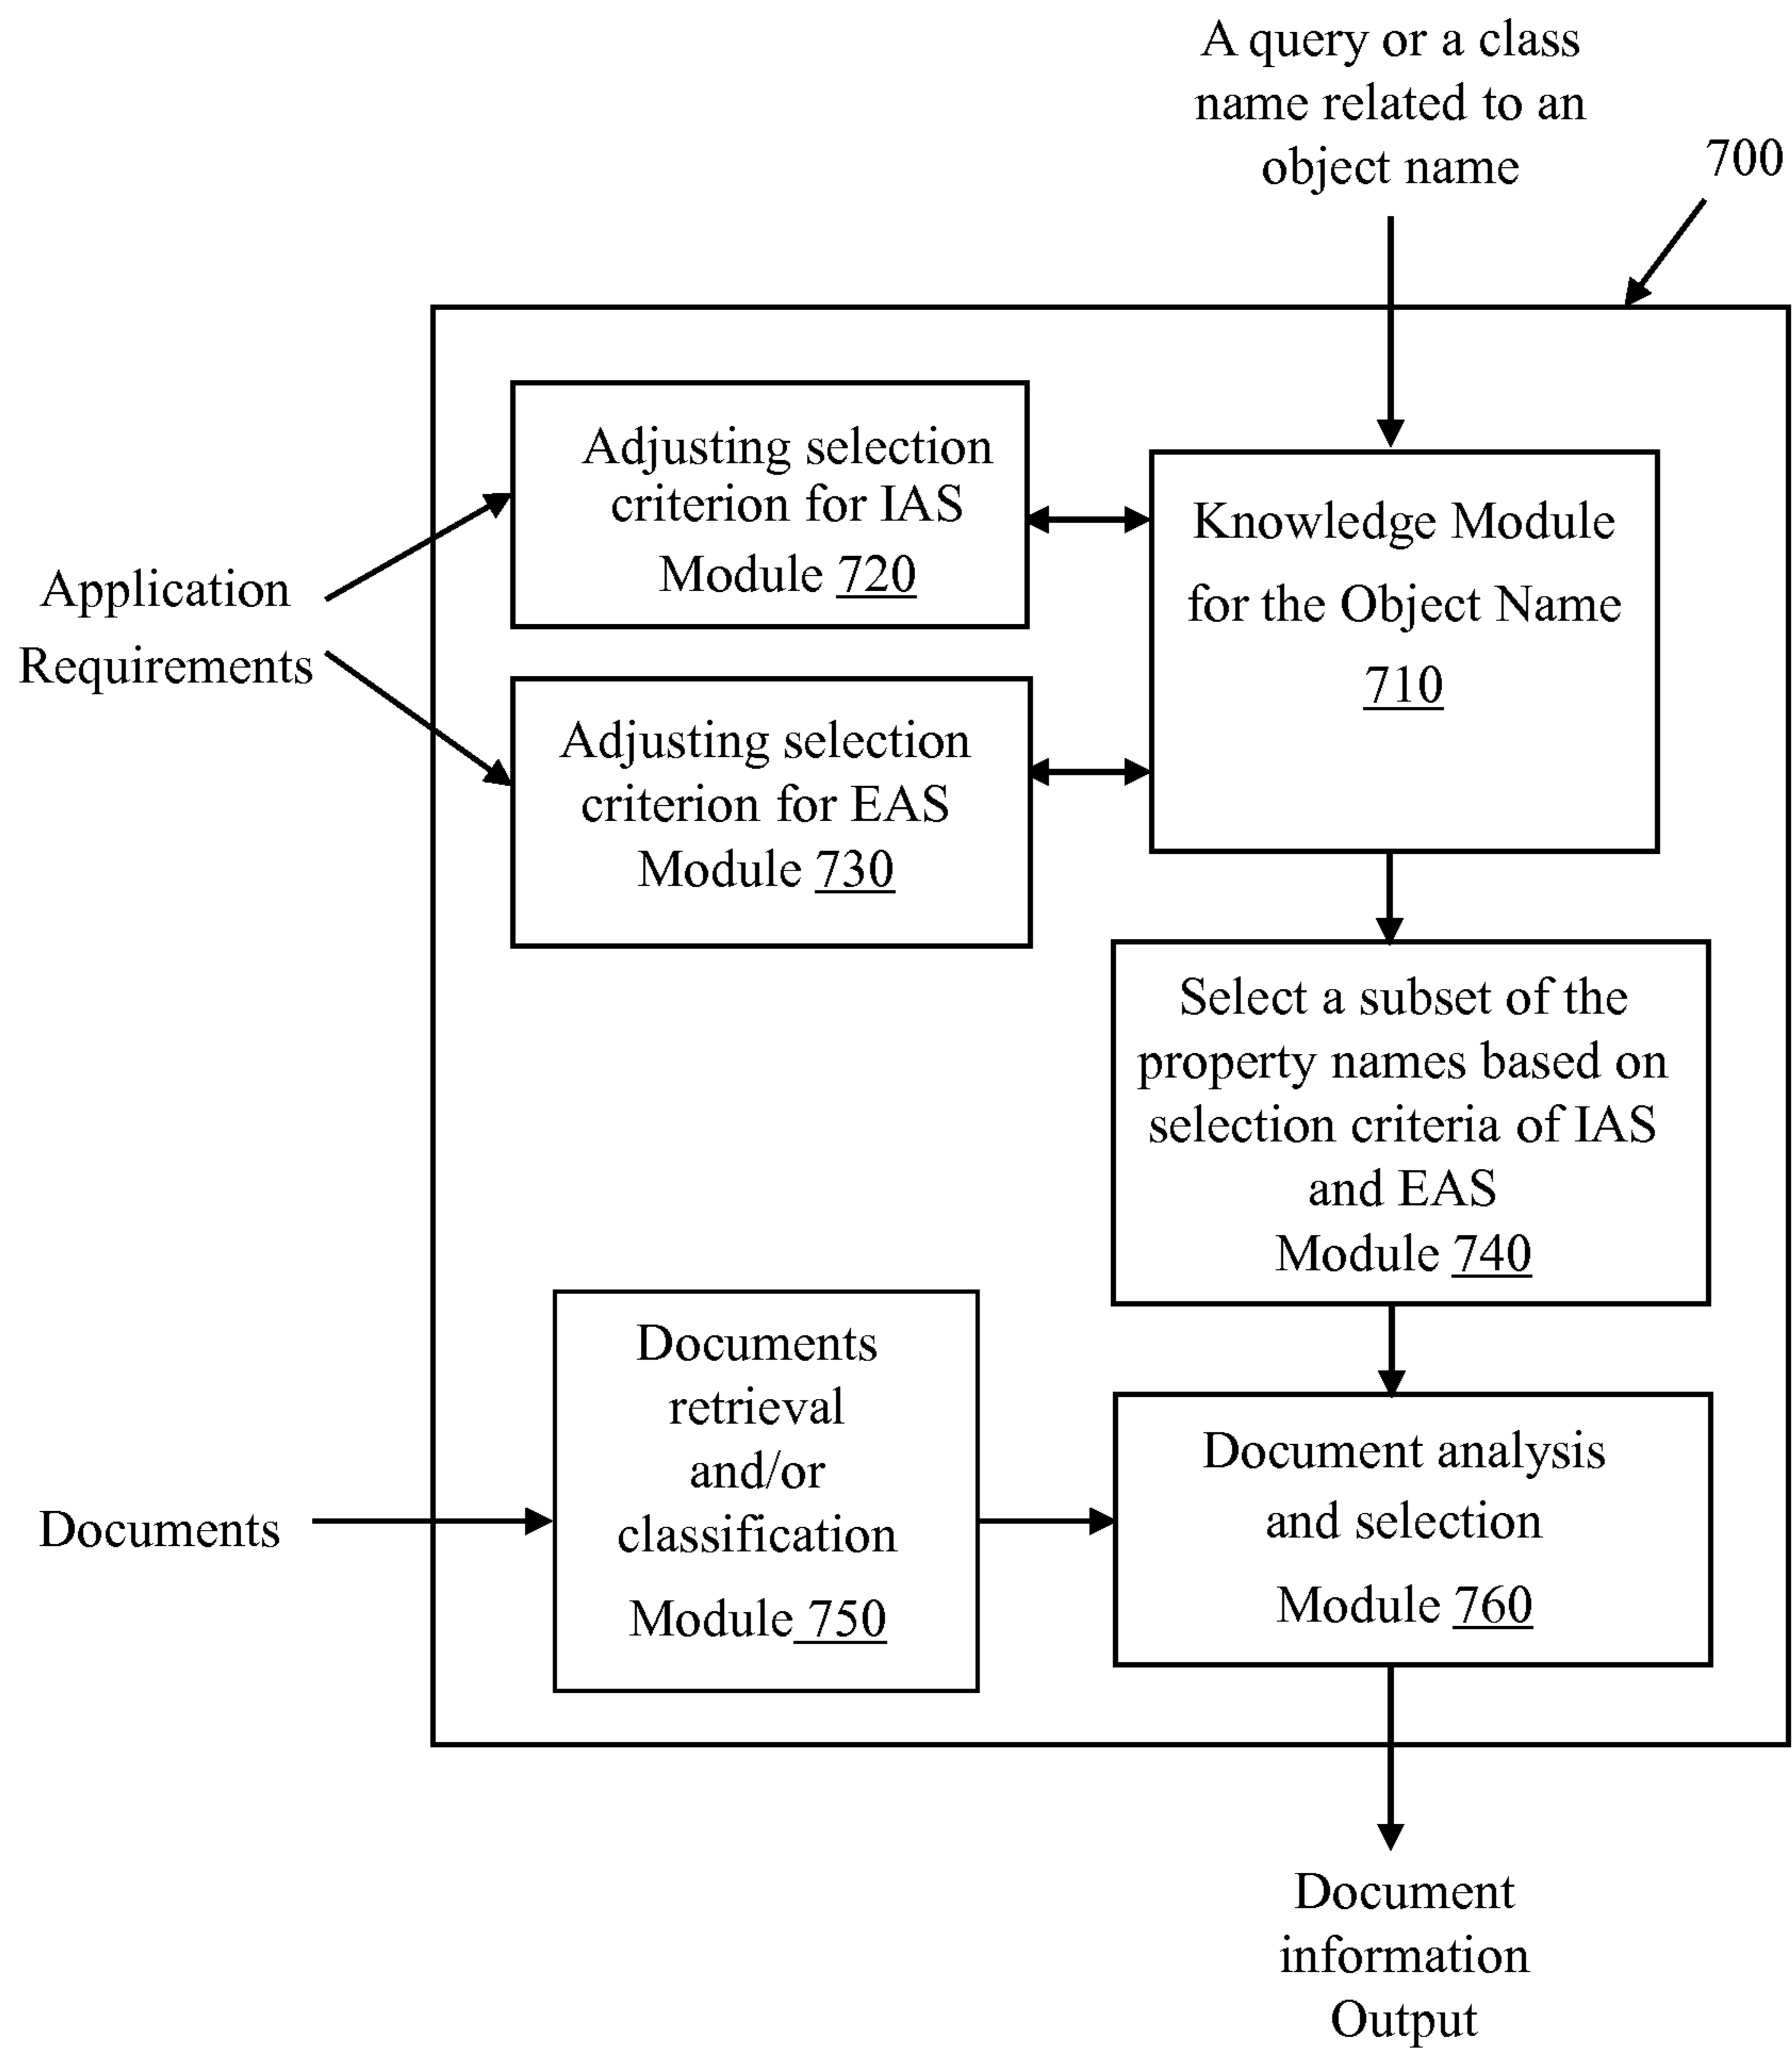 A query or a class
name related to an
object name
700
Adjusting selection
criterion for IAS
Module 720
Knowledge Module
for the Object Name
710
Application
Requirements
Adjusting selection
criterion for EAS
Module 730
Select a subset of the
property names based on
selection criteria of IAS
and EAS
Module 740
Documents
retrieval
and/or
classification
Module 750
Document analysis
and selection
Module 760
Documents
Document
information
Output